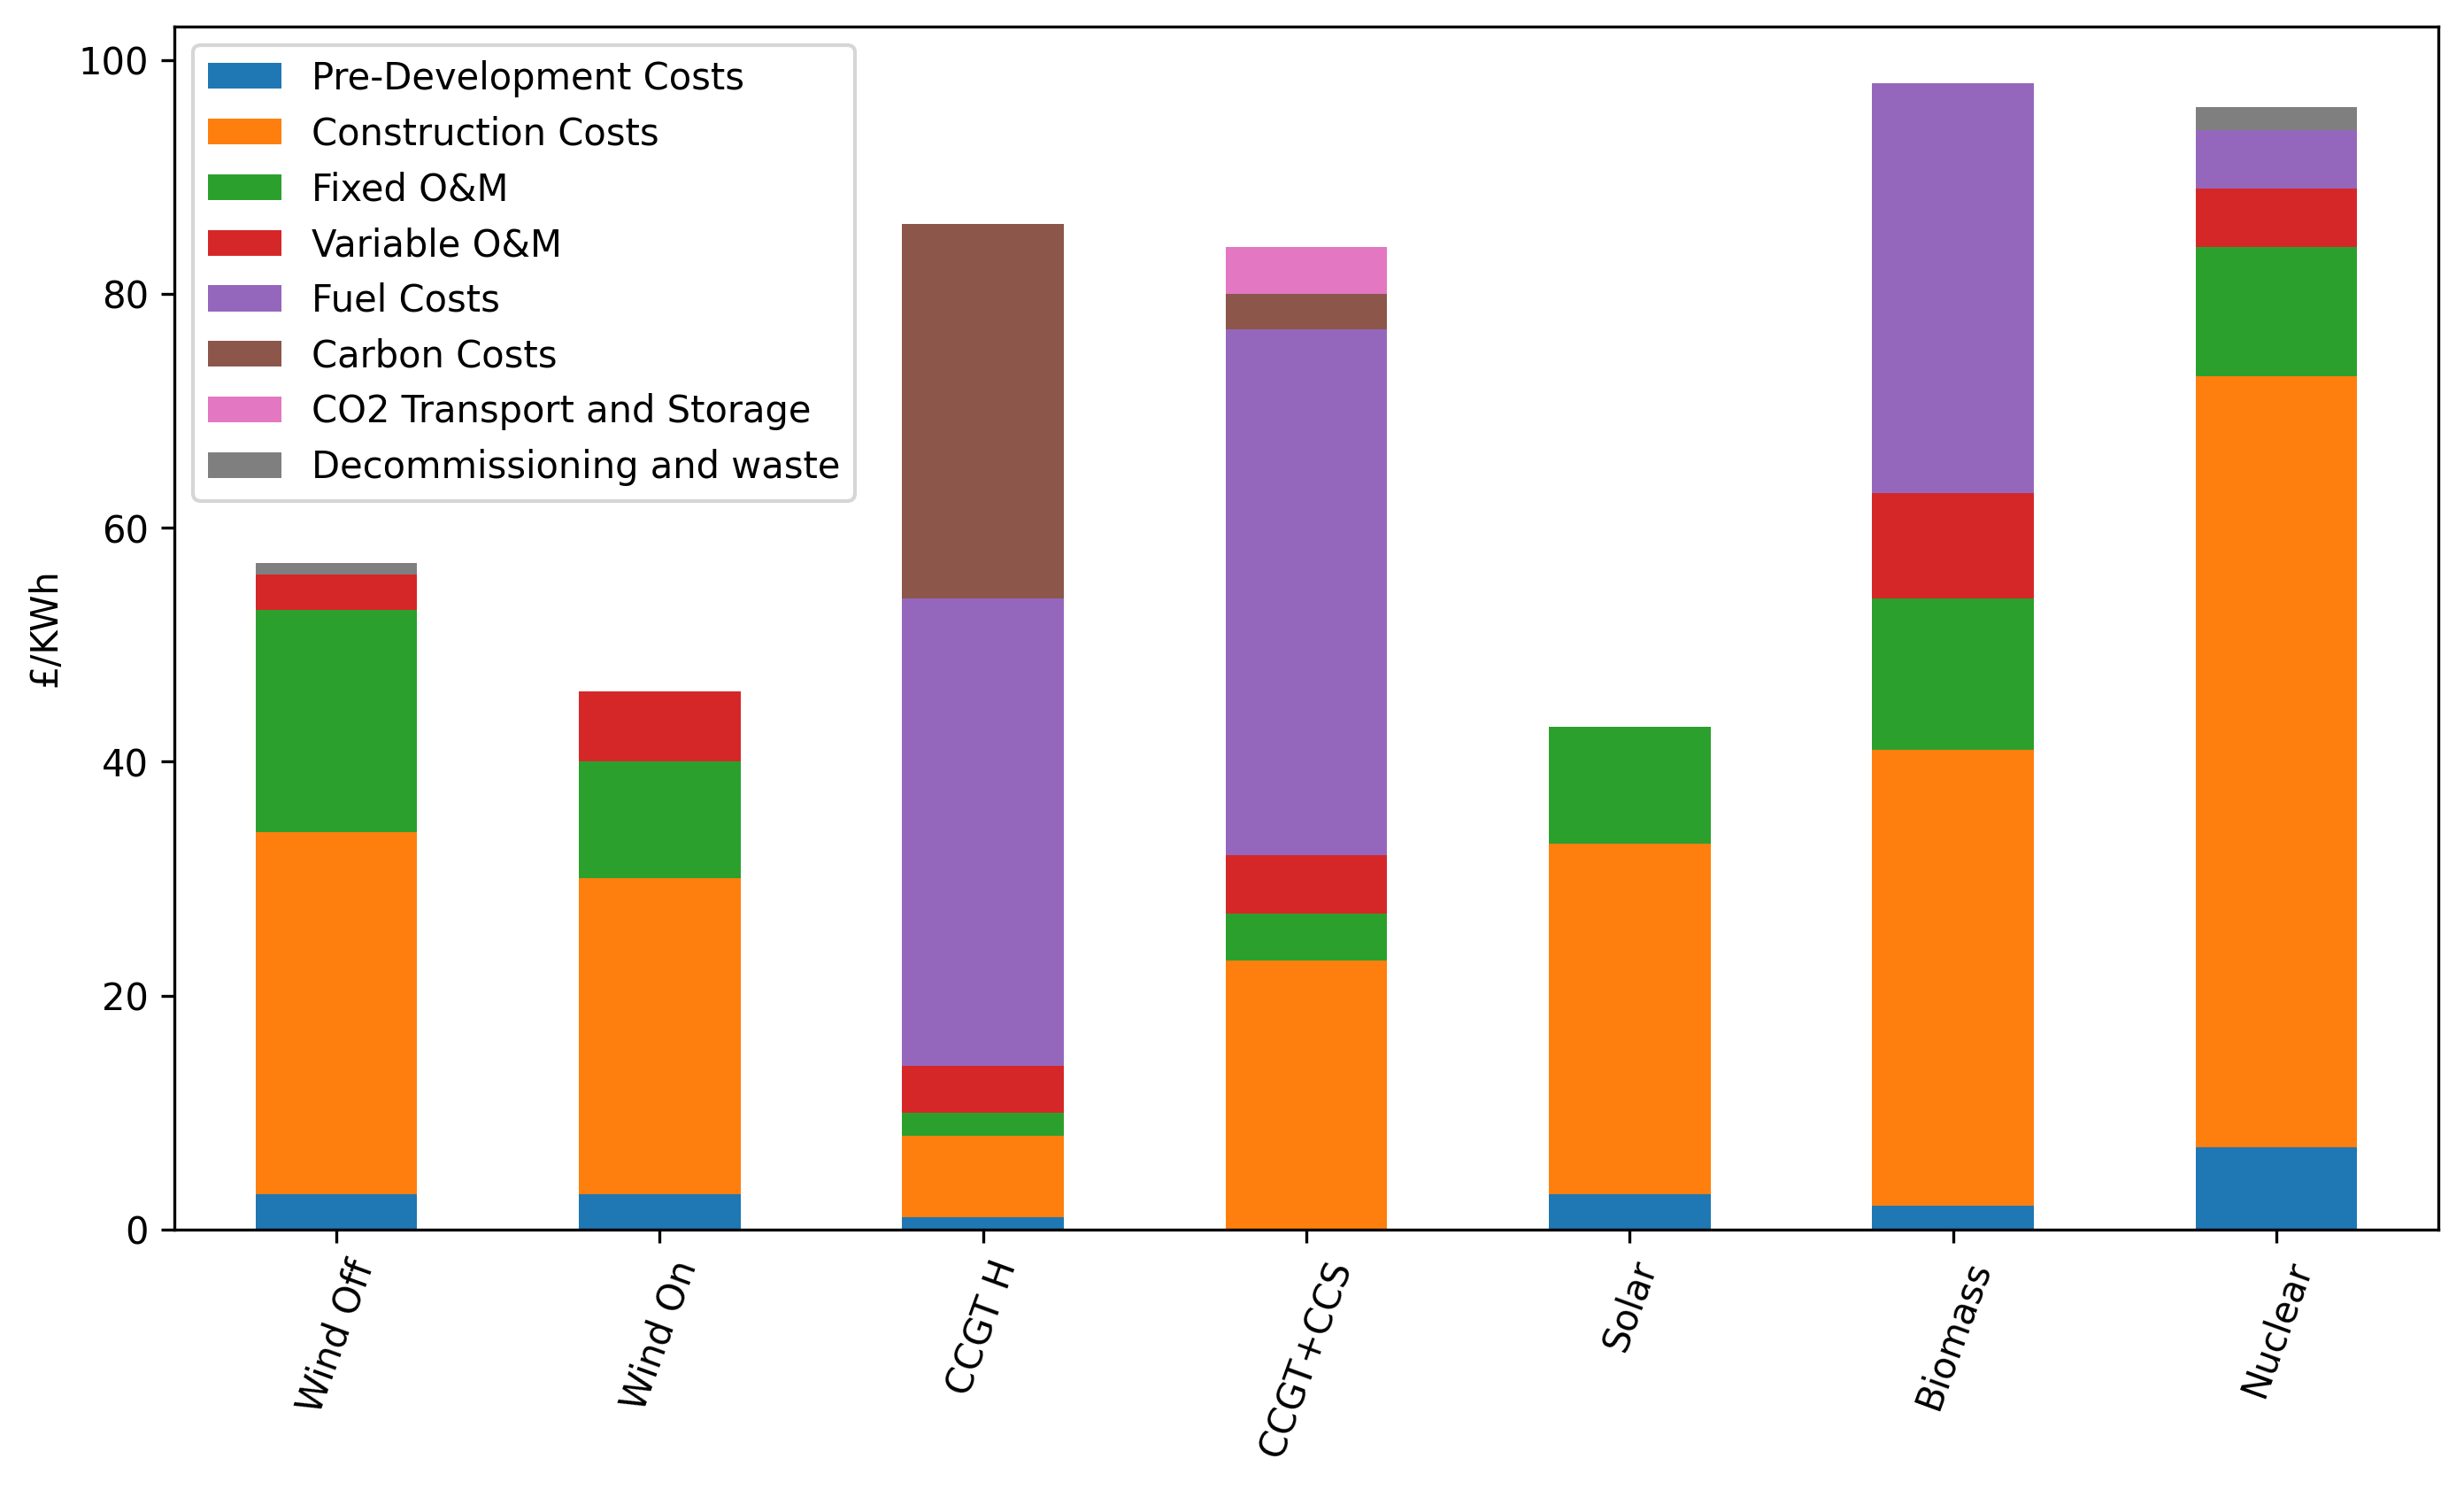 Pre-Development Costs
Construction Costs
Fixed O&M
Variable O&M
Fuel Costs
Carbon Costs
CO2 Transport and Storage
Decommissioning and waste
100
80
60
40
20
0
£/KWh
Wind Off
Wind On
CCGT H
CCGT+CCS
Solar
Biomass
Nuclear